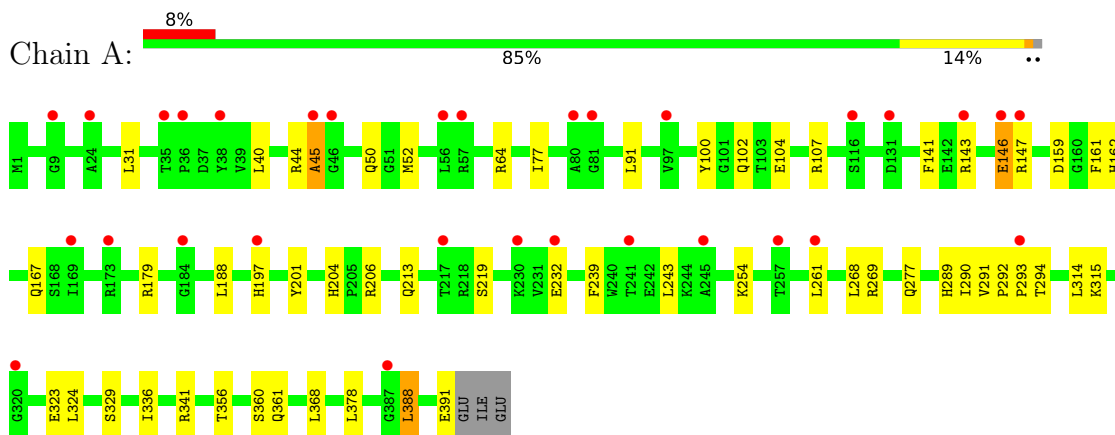 8%
Chain A:
85% 14% ••
M1 G9 A24 L31 T35 P36 D37 Y38 V39 L40 R44 A45 G46 Q50 G51 M52 L56 R57 R64 I77 A80 G81 L91 V97 Y100 G101 Q102 T103 E104 R107 S116 D131 F141 E142 R143 E146 R147 D159 G160 F161 H162
Q167 S168 I169 R173 R179 G184 L188 H197 Y201 H204 P205 R206 Q213 T217 R218 S219 K230 V231 E232 F239 W240 T241 E242 L243 K244 A245 K254 T257 L261 L268 R269 Q277 H289 I290 V291 P292 P293 T294 L314 K315
G320 E323 L324 S329 I336 R341 T356 S360 Q361 L368 L378 G387 L388 E391 GLU ILE GLU